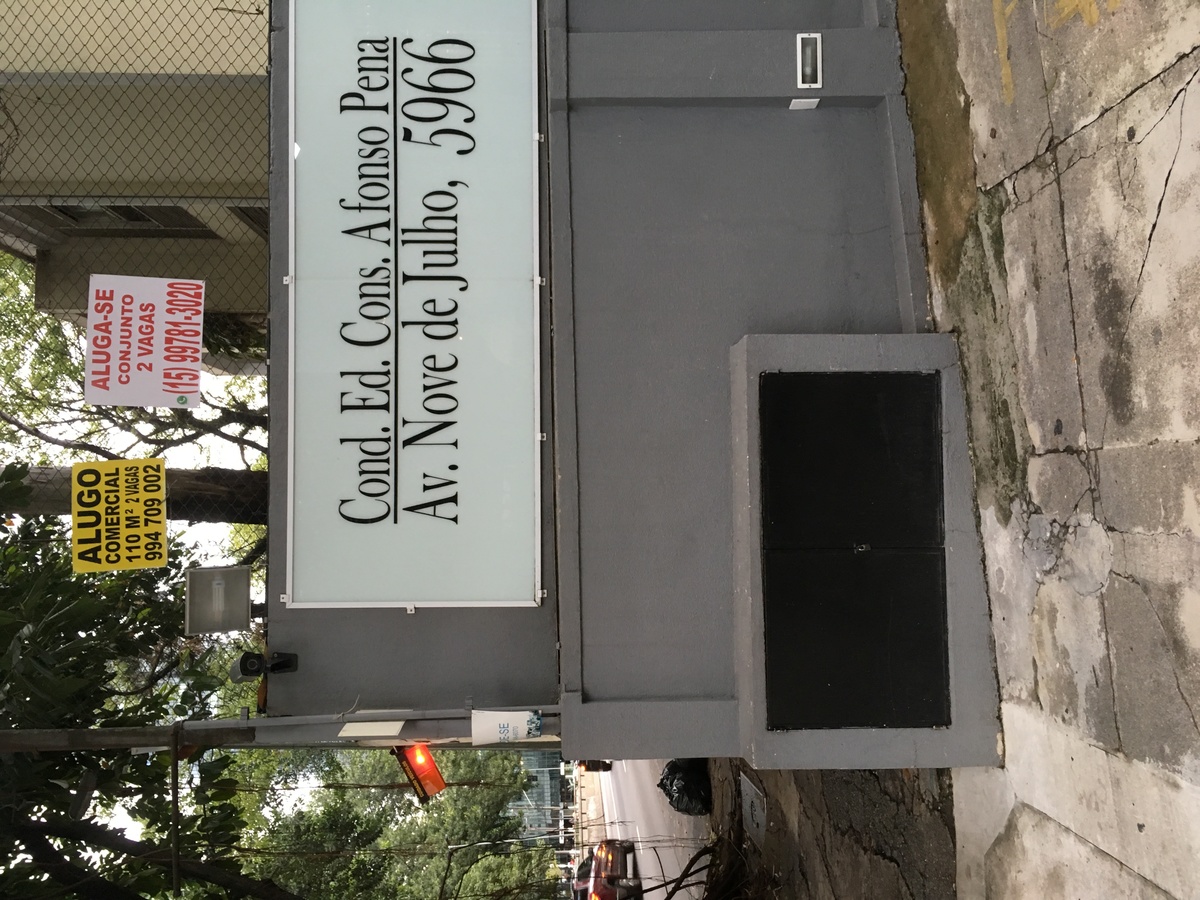 ALUGO
COMERCIAL
110 M² 2 VAGAS
994 709 002
ALUGA-SE
CONJUNTO
2 VAGAS
(15) 99781-3020
Cond. Ed. Cons. Afonso Pena
Av. Nove de Julho, 5966